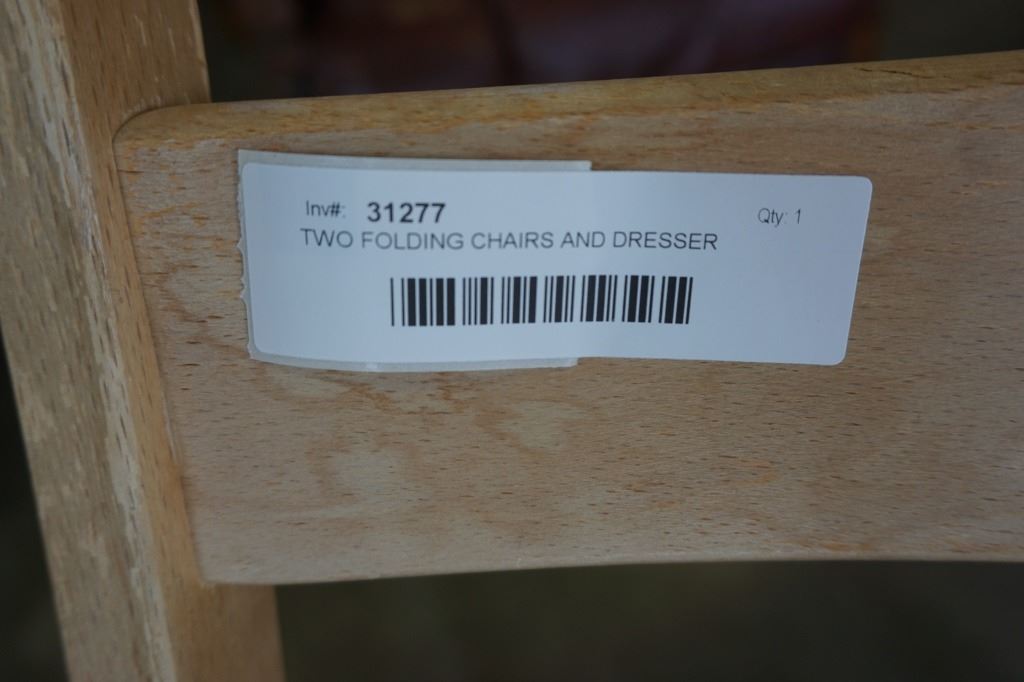 Inv#: 31277 Qty: 1
TWO FOLDING CHAIRS AND DRESSER